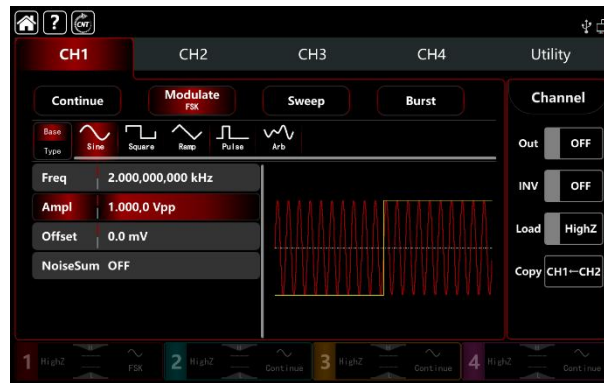 ? CNT
CH1 CH2 CH3 CH4 Utility
Continue Modulate Sweep Burst Channel
FSK
Base
Type Sine Square Ramp Pulse Arb
Out OFF
Freq 2.000,000,000 kHz
INV OFF
Ampl 1.000,0 Vpp
Offset 0.0 mV
Load HighZ
NoiseSum OFF
Copy CH1←CH2
1 HighZ FSK 2 HighZ Continue 3 HighZ Continue 4 HighZ Continue